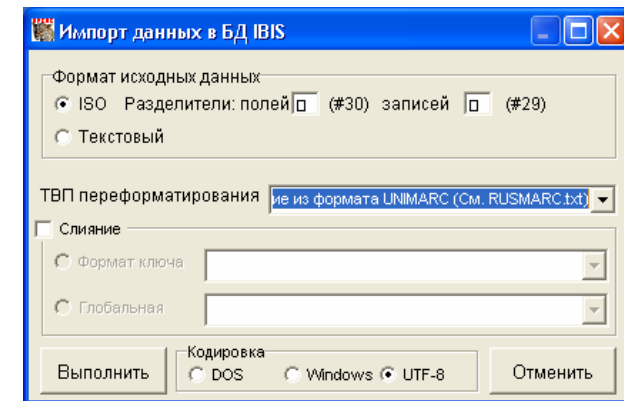 Импорт данных в БД IBIS
Формат исходных данных
ISO Разделители: полей (#30) записей (#29)
Текстовый
ТВП переформатирования ие из формата UNIMARC (См. RUSMARC.txt)
Слияние
Формат ключа
Глобальная
Кодировка
Выполнить DOS Windows UTF-8 Отменить